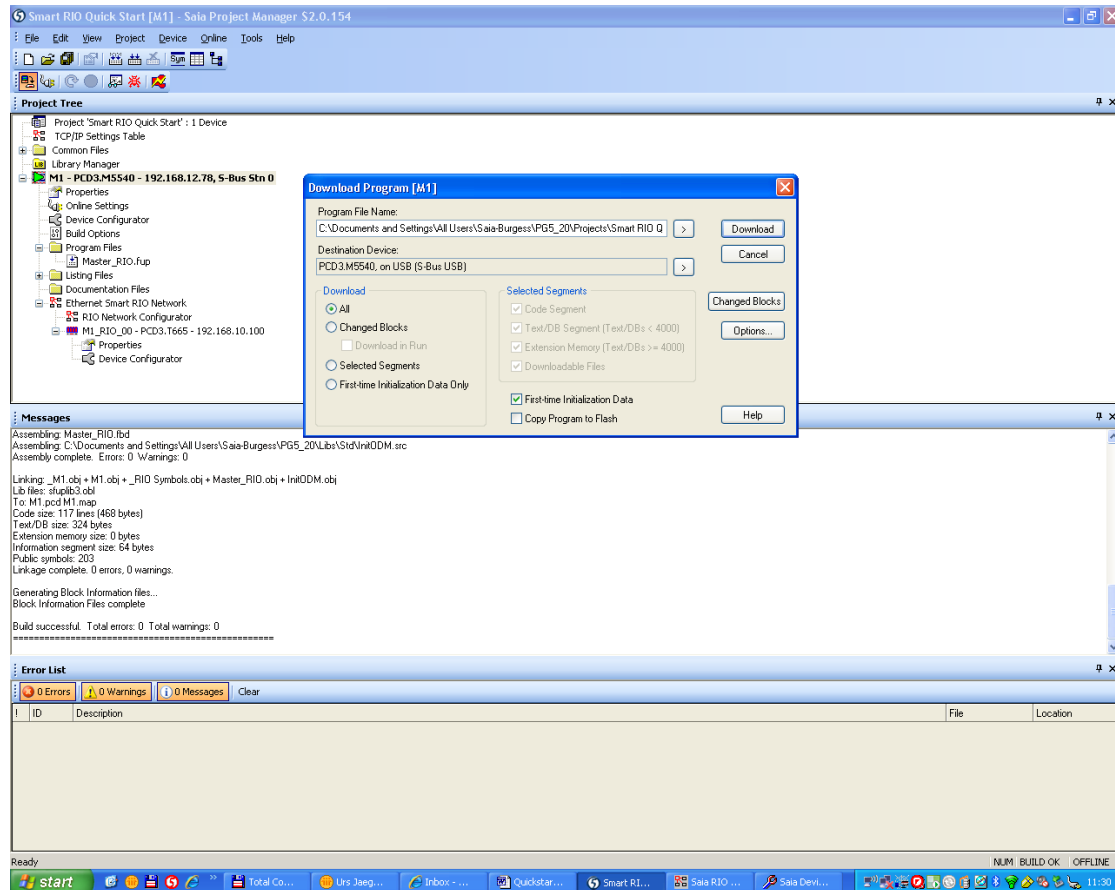 Smart RIO Quick Start [M1] - Saia Project Manager $2.0.154
File Edit View Project Device Online Tools Help
Sym
Project Tree
Project 'Smart RIO Quick Start' : 1 Device
TCP/IP Settings Table
Common Files
Library Manager
M1 - PCD3.M5540 - 192.168.12.78, S-Bus Stn 0
Properties
Online Settings
Device Configurator
Build Options
Program Files
Master_RIO.fup
Listing Files
Documentation Files
Ethernet Smart RIO Network
RIO Network Configurator
M1_RIO_00 - PCD3.T665 - 192.168.10.100
Properties
Device Configurator
Download Program [M1]
Program File Name:
C:\Documents and Settings\All Users\Saia-Burgess\PG5_20\Projects\Smart RIO Q
>
Download
Destination Device:
Cancel
PCD3.M5540, on USB (S-Bus USB)
>
Download
All
Changed Blocks
Download in Run
Selected Segments
First-time Initialization Data Only
Selected Segments
Code Segment
Text/DB Segment (Text/DBs < 4000)
Extension Memory (Text/DBs >= 4000)
Downloadable Files
First-time Initialization Data
Copy Program to Flash
Changed Blocks
Options...
Help
Messages
Assembling: Master_RIO.fbd
Assembling: C:\Documents and Settings\All Users\Saia-Burgess\PG5_20\Libs\Std\InitODM.src
Assembly complete. Errors: 0 Warnings: 0
Linking: _M1.obj + M1.obj + _RIO Symbols.obj + Master_RIO.obj + InitODM.obj
Lib files: sfuplib3.obl
To: M1.pcd M1.map
Code size: 117 lines (468 bytes)
Text/DB size: 324 bytes
Extension memory size: 0 bytes
Information segment size: 64 bytes
Public symbols: 203
Linkage complete. 0 errors, 0 warnings.
Generating Block Information files...
Block Information Files complete
Build successful. Total errors: 0 Total warnings: 0
====================================================
Error List
0 Errors 0 Warnings 0 Messages Clear
! ID Description File Location
Ready NUM BUILD OK OFFLINE
start Total Co... Urs Jaeg... Inbox - ... Quickstar... Smart RI... Saia RIO ... Saia Devi... 11:39